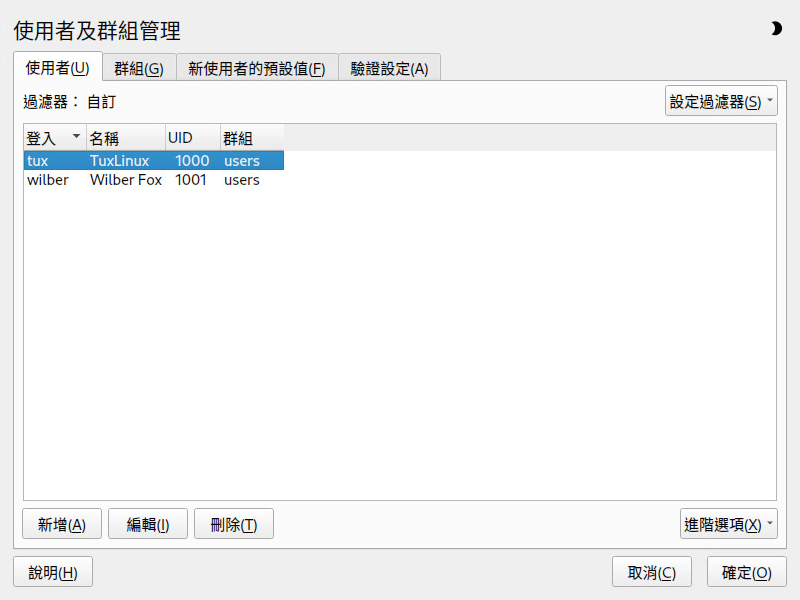 使用者及群組管理
使用者(U) 群組(G) 新使用者的預設值(F) 驗證設定(A)
過濾器： 自訂 設定過濾器(S)
登入 名稱 UID 群組
tux TuxLinux 1000 users
wilber Wilber Fox 1001 users
新增(A) 編輯(I) 刪除(T) 進階選項(X)
說明(H) 取消(C) 確定(O)